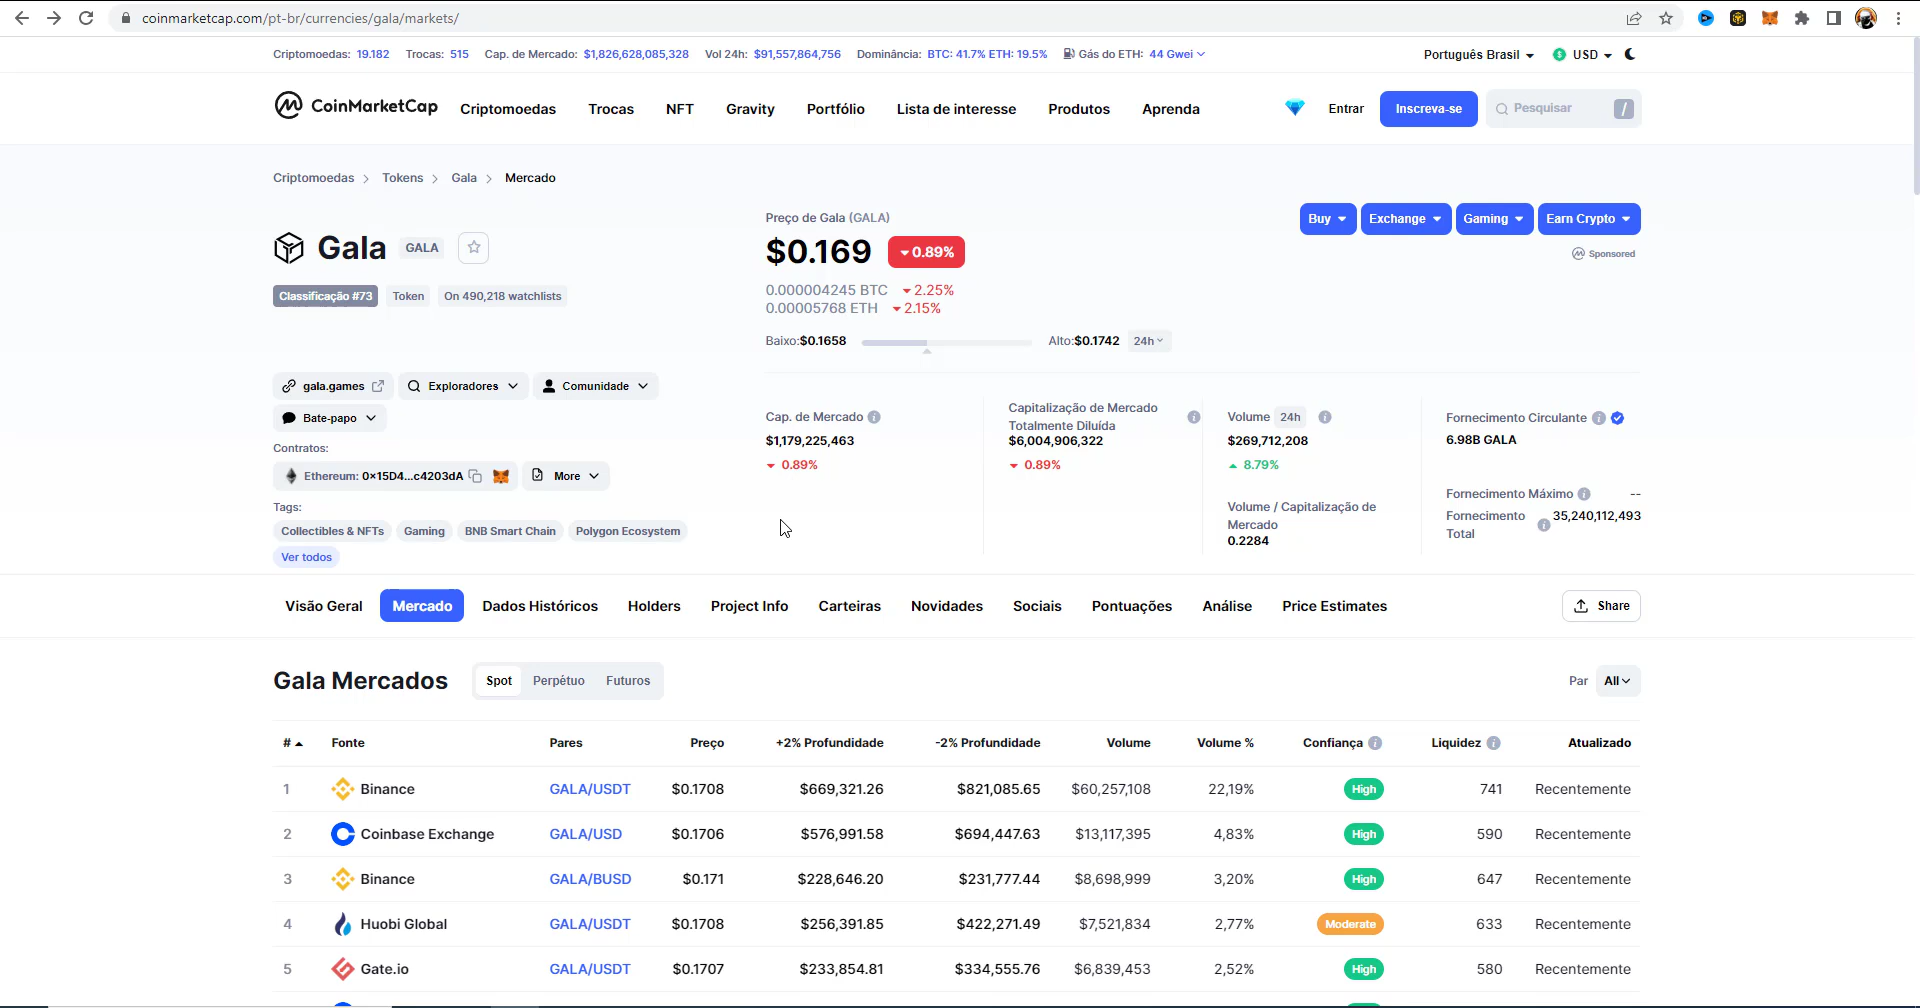 coinmarketcap.com/pt-br/currencies/gala/markets/
Criptomoedas: 19.182 Trocas: 515 Cap. de Mercado: $1,826,628,085,328 Vol 24h: $91,557,864,756 Dominância: BTC: 41.7% ETH: 19.5% Gás do ETH: 44 Gwei Português Brasil $ USD
CoinMarketCap Criptomoedas Trocas NFT Gravity Portfólio Lista de interesse Produtos Aprenda Entrar Inscreva-se Pesquisar /
Criptomoedas > Tokens > Gala > Mercado
Gala GALA
Classificação #73 Token On 490,218 watchlists
Preço de Gala (GALA)
$0.169 0.89%
0.000004245 BTC 2.25%
0.00005768 ETH 2.15%
Baixo:$0.1658 Alto:$0.1742 24h
Buy Exchange Gaming Earn Crypto
Sponsored
gala.games Exploradores Comunidade
Bate-papo
Contratos:
Ethereum: 0x15D4...c4203dA More
Tags:
Collectibles & NFTs Gaming BNB Smart Chain Polygon Ecosystem
Ver todos
Cap. de Mercado
$1,179,225,463
0.89%
Capitalização de Mercado
Totalmente Diluída
$6,004,906,322
0.89%
Volume 24h
$269,712,208
8.79%
Volume / Capitalização de
Mercado
0.2284
Fornecimento Circulante
6.98B GALA
Fornecimento Máximo --
Fornecimento
Total
35,240,112,493
Visão Geral Mercado Dados Históricos Holders Project Info Carteiras Novidades Sociais Pontuações Análise Price Estimates Share
Gala Mercados Spot Perpétuo Futuros Par All
# Fonte Pares Preço +2% Profundidade -2% Profundidade Volume Volume % Confiança Liquidez Atualizado
1 Binance GALA/USDT $0.1708 $669,321.26 $821,085.65 $60,257,108 22,19% High 741 Recentemente
2 Coinbase Exchange GALA/USD $0.1706 $576,991.58 $694,447.63 $13,117,395 4,83% High 590 Recentemente
3 Binance GALA/BUSD $0.171 $228,646.20 $231,777.44 $8,698,999 3,20% High 647 Recentemente
4 Huobi Global GALA/USDT $0.1708 $256,391.85 $422,271.49 $7,521,834 2,77% Moderate 633 Recentemente
5 Gate.io GALA/USDT $0.1707 $233,854.81 $334,555.76 $6,839,453 2,52% High 580 Recentemente